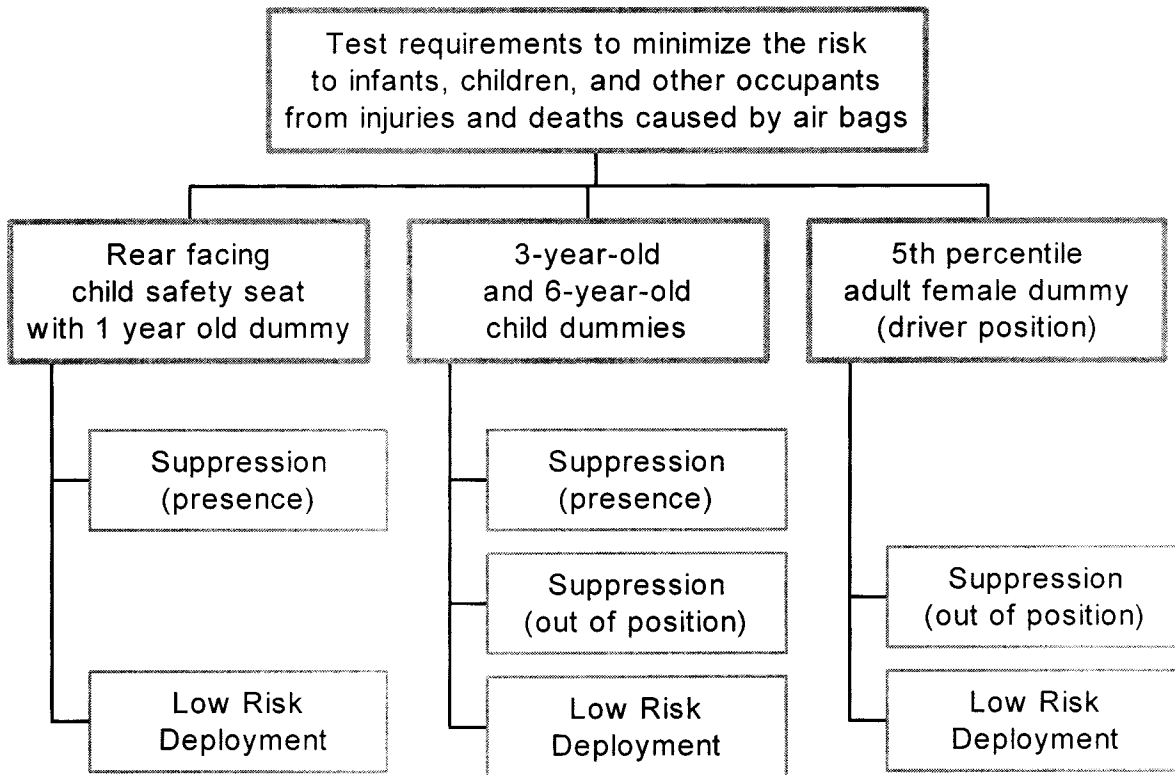 Test requirements to minimize the risk
to infants, children, and other occupants
from injuries and deaths caused by air bags
Rear facing
child safety seat
with 1 year old dummy
3-year-old
and 6-year-old
child dummies
5th percentile
adult female dummy
(driver position)
Suppression
(presence)
Low Risk
Deployment
Suppression
(presence)
Suppression
(out of position)
Low Risk
Deployment
Suppression
(out of position)
Low Risk
Deployment